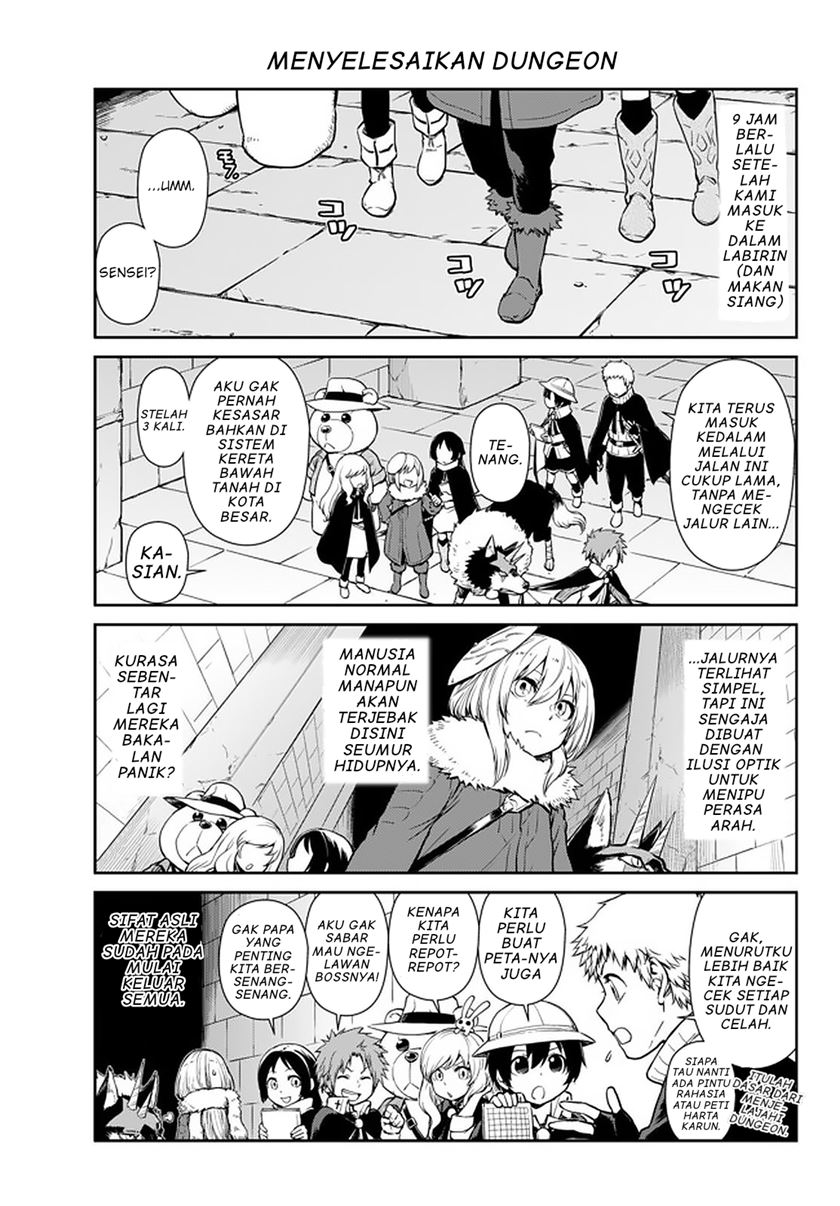 MENYELESAIKAN DUNGEON
9 JAM
BER-
LALU
SETE-
LAH
KAMI
MASUK
KE
DALAM
LABIRIN
(DAN
MAKAN
SIANG)
モフ。
コツ
コツ
...UMM.
SENSEI?
KITA TERUS
MASUK
KEDALAM
MELALUI
JALAN INI
CUKUP LAMA,
TANPA ME-
NGECEK
JALUR LAIN...
TE-
NANG.
AKU GAK
PERNAH
KESASAR
BAHKAN DI
SISTEM
KERETA
BAWAH
TANAH DI
KOTA
BESAR.
STELAH
3 KALI.
KA-
SIAN.
...JALURNYA
TERLIHAT
SIMPEL,
TAPI INI
SENGAJA
DIBUAT
DENGAN
ILUSI OPTIK
UNTUK
MENIPU
PERASA
ARAH.
MANUSIA
NORMAL
MANAPUN
AKAN
TERJEBAK
DISINI
SEUMUR
HIDUPNYA.
KURASA
SEBEN-
TAR
LAGI
MEREKA
BAKA-
LAN
PANIK?
GAK,
MENURUTKU
LEBIH BAIK
KITA NGE-
CEK SETIAP
SUDUT DAN
CELAH.
SIAPA
TAU NANTI
ADA PINTU
RAHASIA
ATAU PETI
HARTA
KARUN.
ITULAH
DASAR DARI
MENJE-
LAJAHI
DUNGEON.
KITA
PERLU
BUAT
PETA-NYA
JUGA
KENAPA
KITA
PERLU
REPOT-
REPOT?
AKU GAK
SABAR
MAU NGE-
LAWAN
BOSSNYA!
GAK PAPA
YANG
PENTING
KITA BER-
SENANG-
SENANG.
SIFAT ASLI
MEREKA
SUDAH PADA
MULAI
KELUAR
SEMUA.